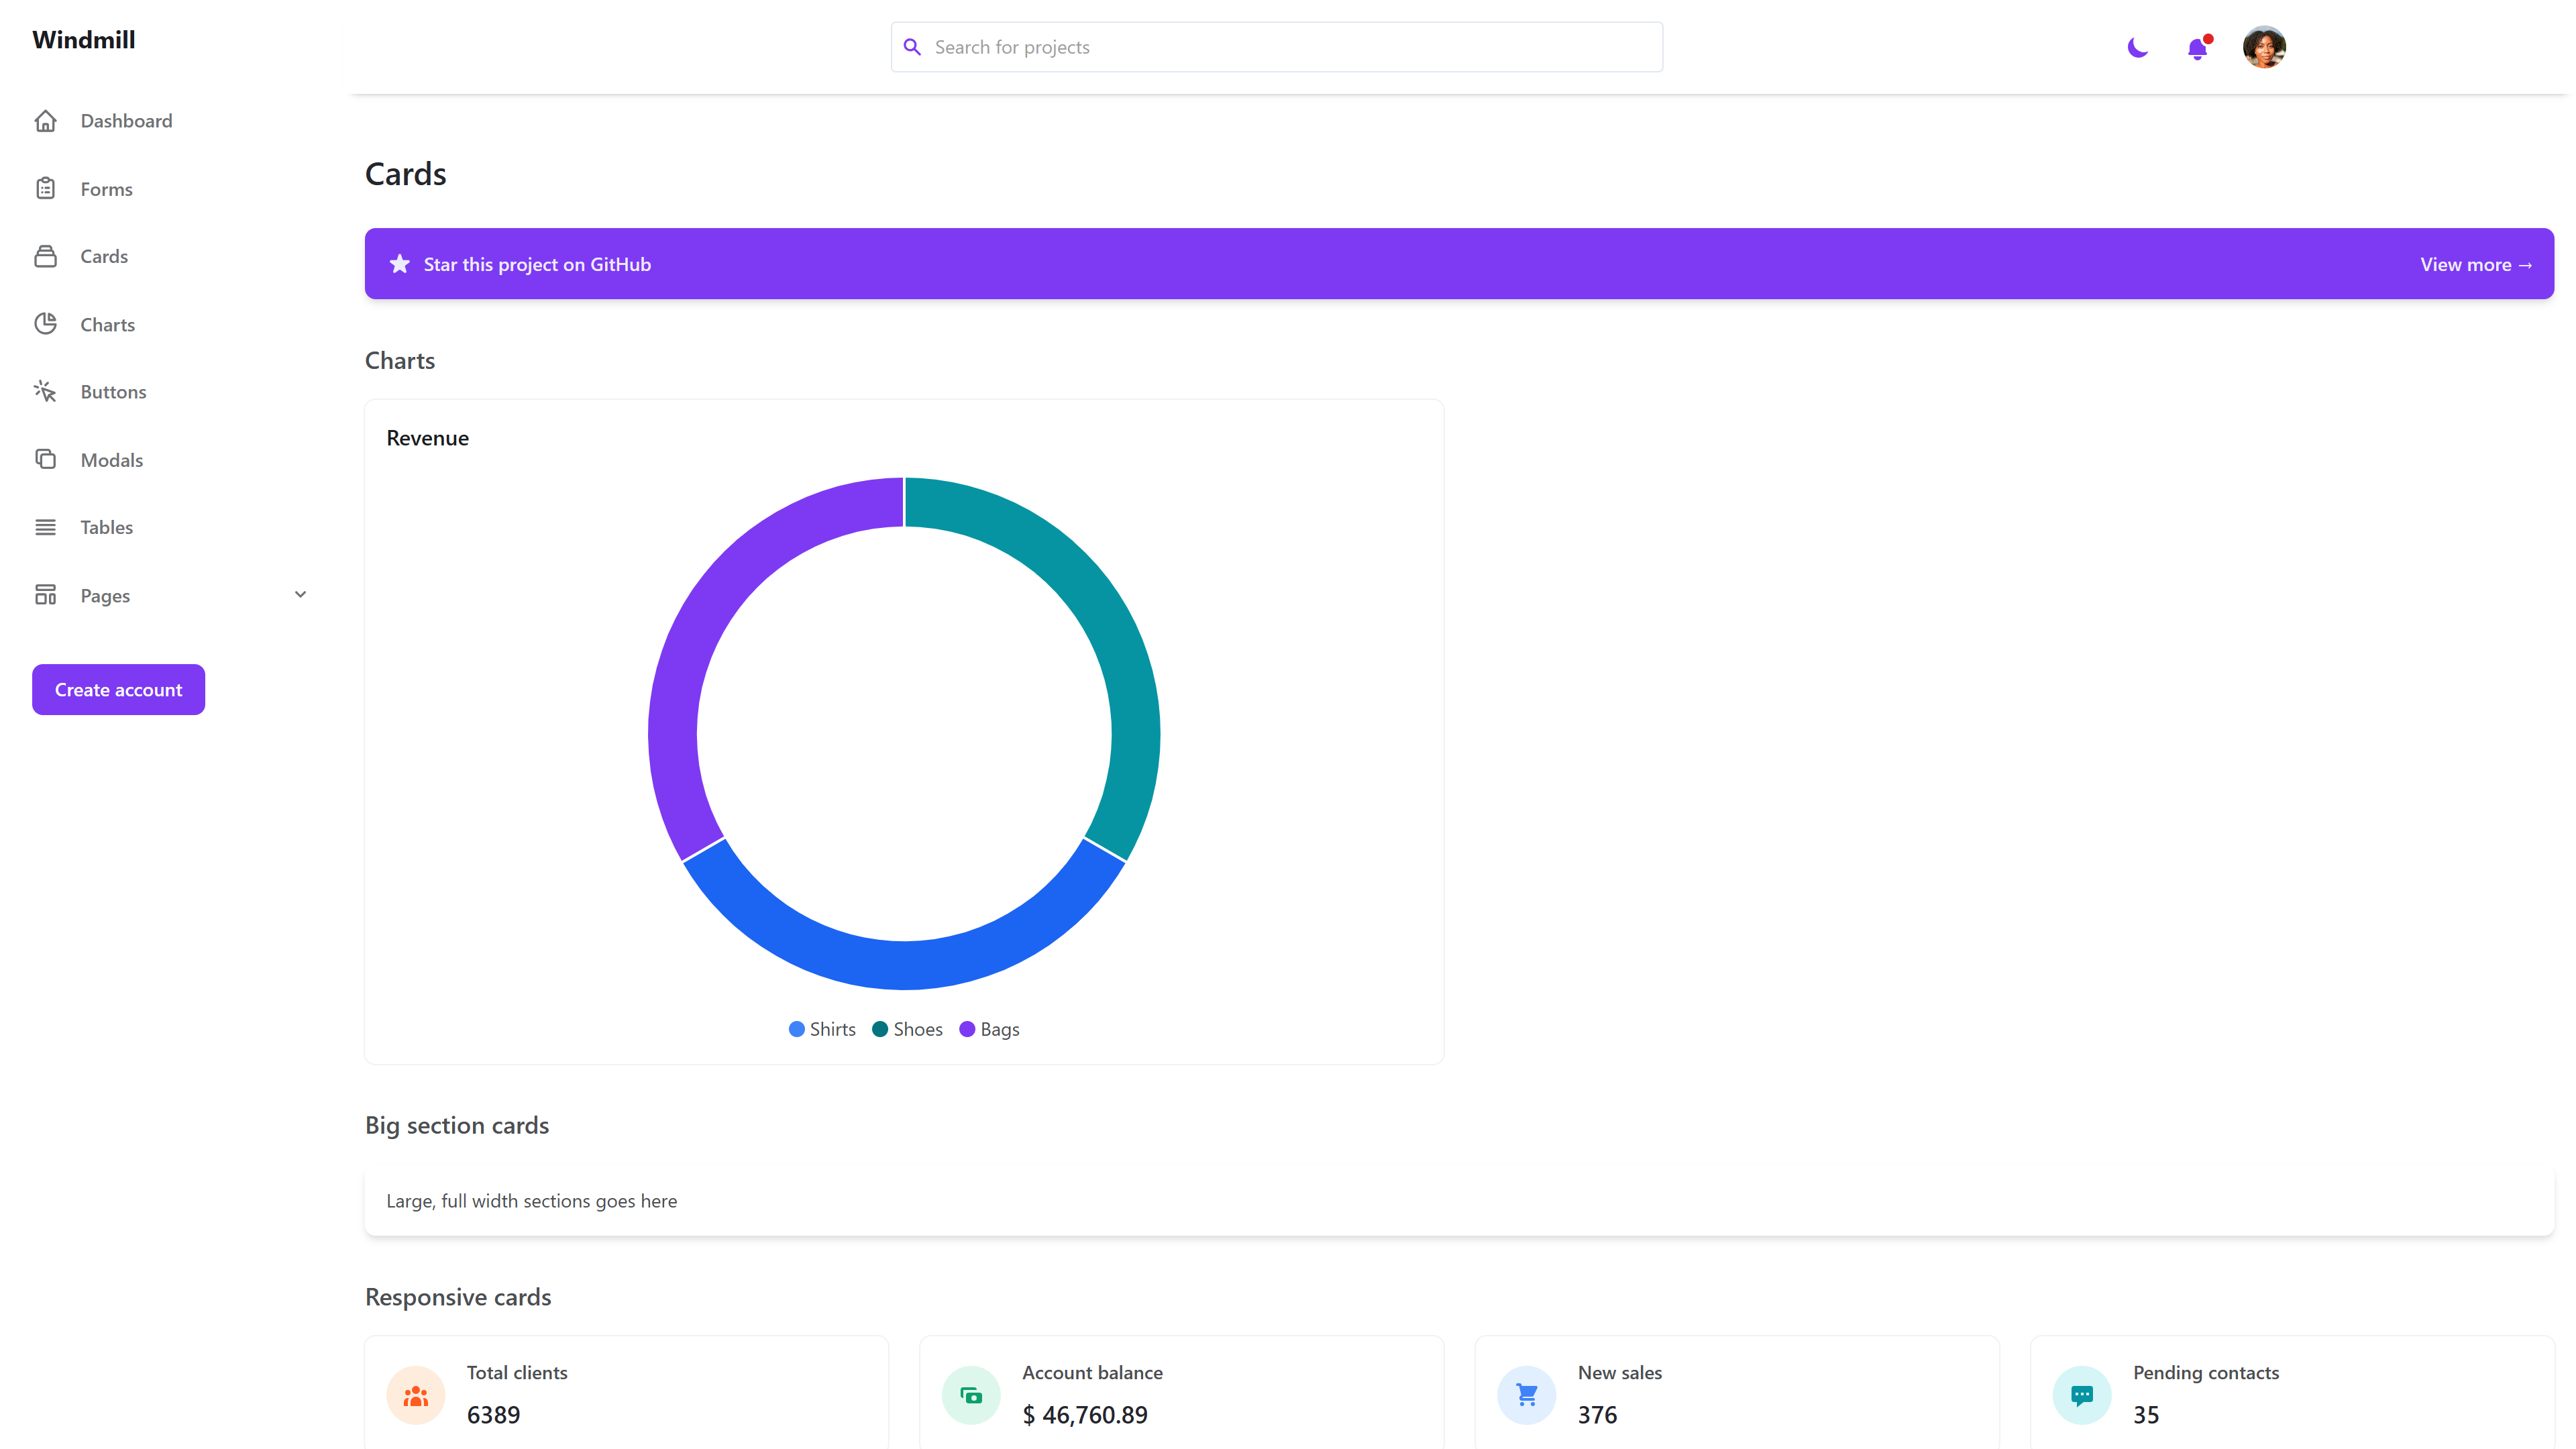 Windmill
Search for projects
Dashboard
Forms
Cards
Charts
Buttons
Modals
Tables
Pages
Create account
Cards
Star this project on GitHub
View more →
Charts
Revenue
Shirts
Shoes
Bags
Big section cards
Large, full width sections goes here
Responsive cards
Total clients
6389
Account balance
$ 46,760.89
New sales
376
Pending contacts
35